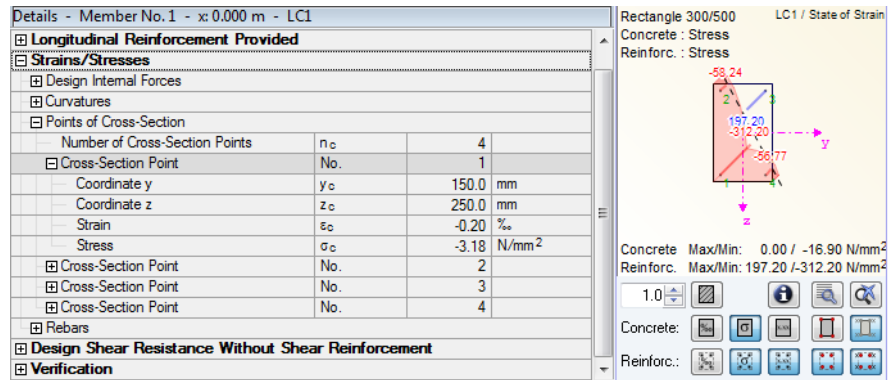 Details - Member No. 1 - x: 0.000 m - LC1
Longitudinal Reinforcement Provided
Strains/Stresses
Design Internal Forces
Curvatures
Points of Cross-Section
Number of Cross-Section Points n c 4
Cross-Section Point No. 1
Coordinate y y c 150.0 mm
Coordinate z z c 250.0 mm
Strain ε c -0.20 ‰
Stress σ c -3.18 N/mm²
Cross-Section Point No. 2
Cross-Section Point No. 3
Cross-Section Point No. 4
Rebars
Design Shear Resistance Without Shear Reinforcement
Verification
Rectangle 300/500 LC1 / State of Strain
Concrete : Stress
Reinforc. : Stress
-58.24
2 3
197.20
-312.20
y
-56.77
1 4
z
Concrete Max/Min: 0.00 / -16.90 N/mm²
Reinforc. Max/Min: 197.20 /-312.20 N/mm²
1.0
Concrete: ‰ σ x.xx
Reinforc.: σ